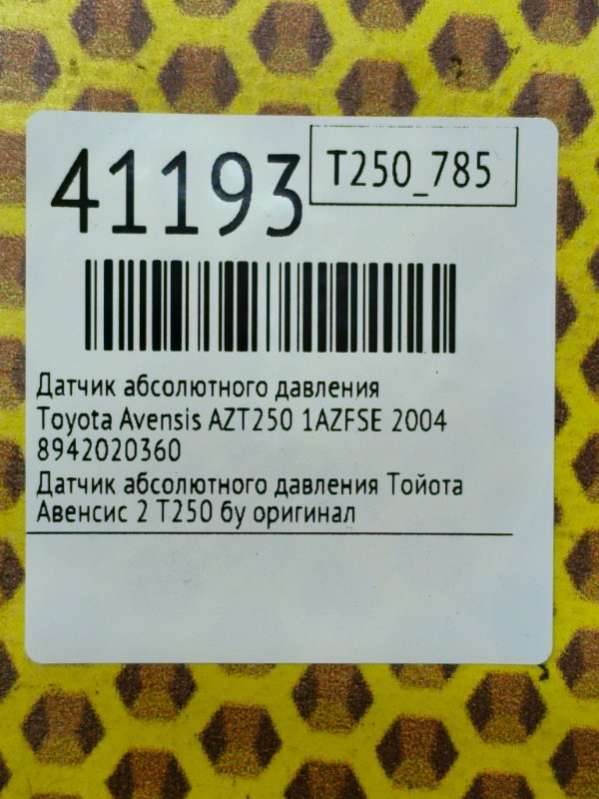 41193
T250_785
Датчик абсолютного давления
Toyota Avensis AZT250 1AZFSE 2004
8942020360
Датчик абсолютного давления Тойота
Авенсис 2 Т250 бу оригинал